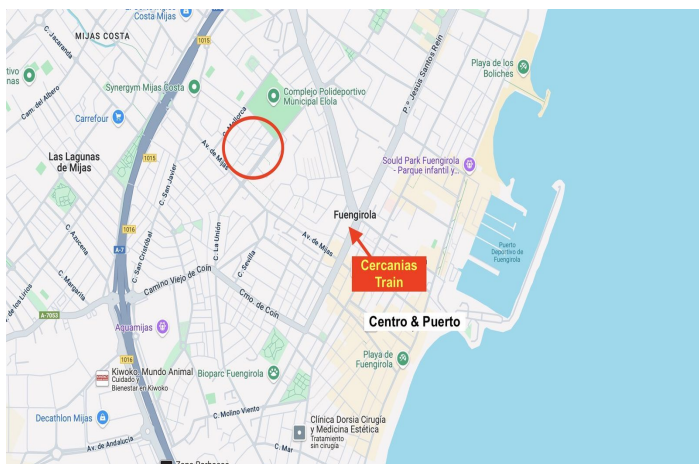 Costa Mijas
MIJAS COSTA
C. Jacaranda
1015
Synergym Mijas Costa
Cam. del Albero
Carrefour
C. Mallorca
Complejo Polideportivo
Municipal Elola
P.º Jesús Santos Rein
Playa de los
Boliches
Av. de Mijas
1015
Las Lagunas
de Mijas
C. San Javier
Sould Park Fuengirola
- Parque infantil y...
Fuengirola
C. Azucena
C. San Cristóbal
1016
A-7
C. La Unión
C. Sevilla
Av. de Mijas
Puerto
Deportivo de
Fuengirola
Cercanias
Train
C. Margarita
Camino Viejo de Coín
Cmo. de Coín
C. de los Lirios
A-7053
Centro & Puerto
Aquamijas
1016
Playa de
Fuengirola
Kiwoko, Mundo Animal
Cuidado y
Bienestar en Kiwoko
Bioparc Fuengirola
Decathlon Mijas
C. Molino Viento
Clínica Dorsia Cirugía
y Medicina Estética
Tratamiento
sin cirugía
Av. de Andalucía
C. Mar